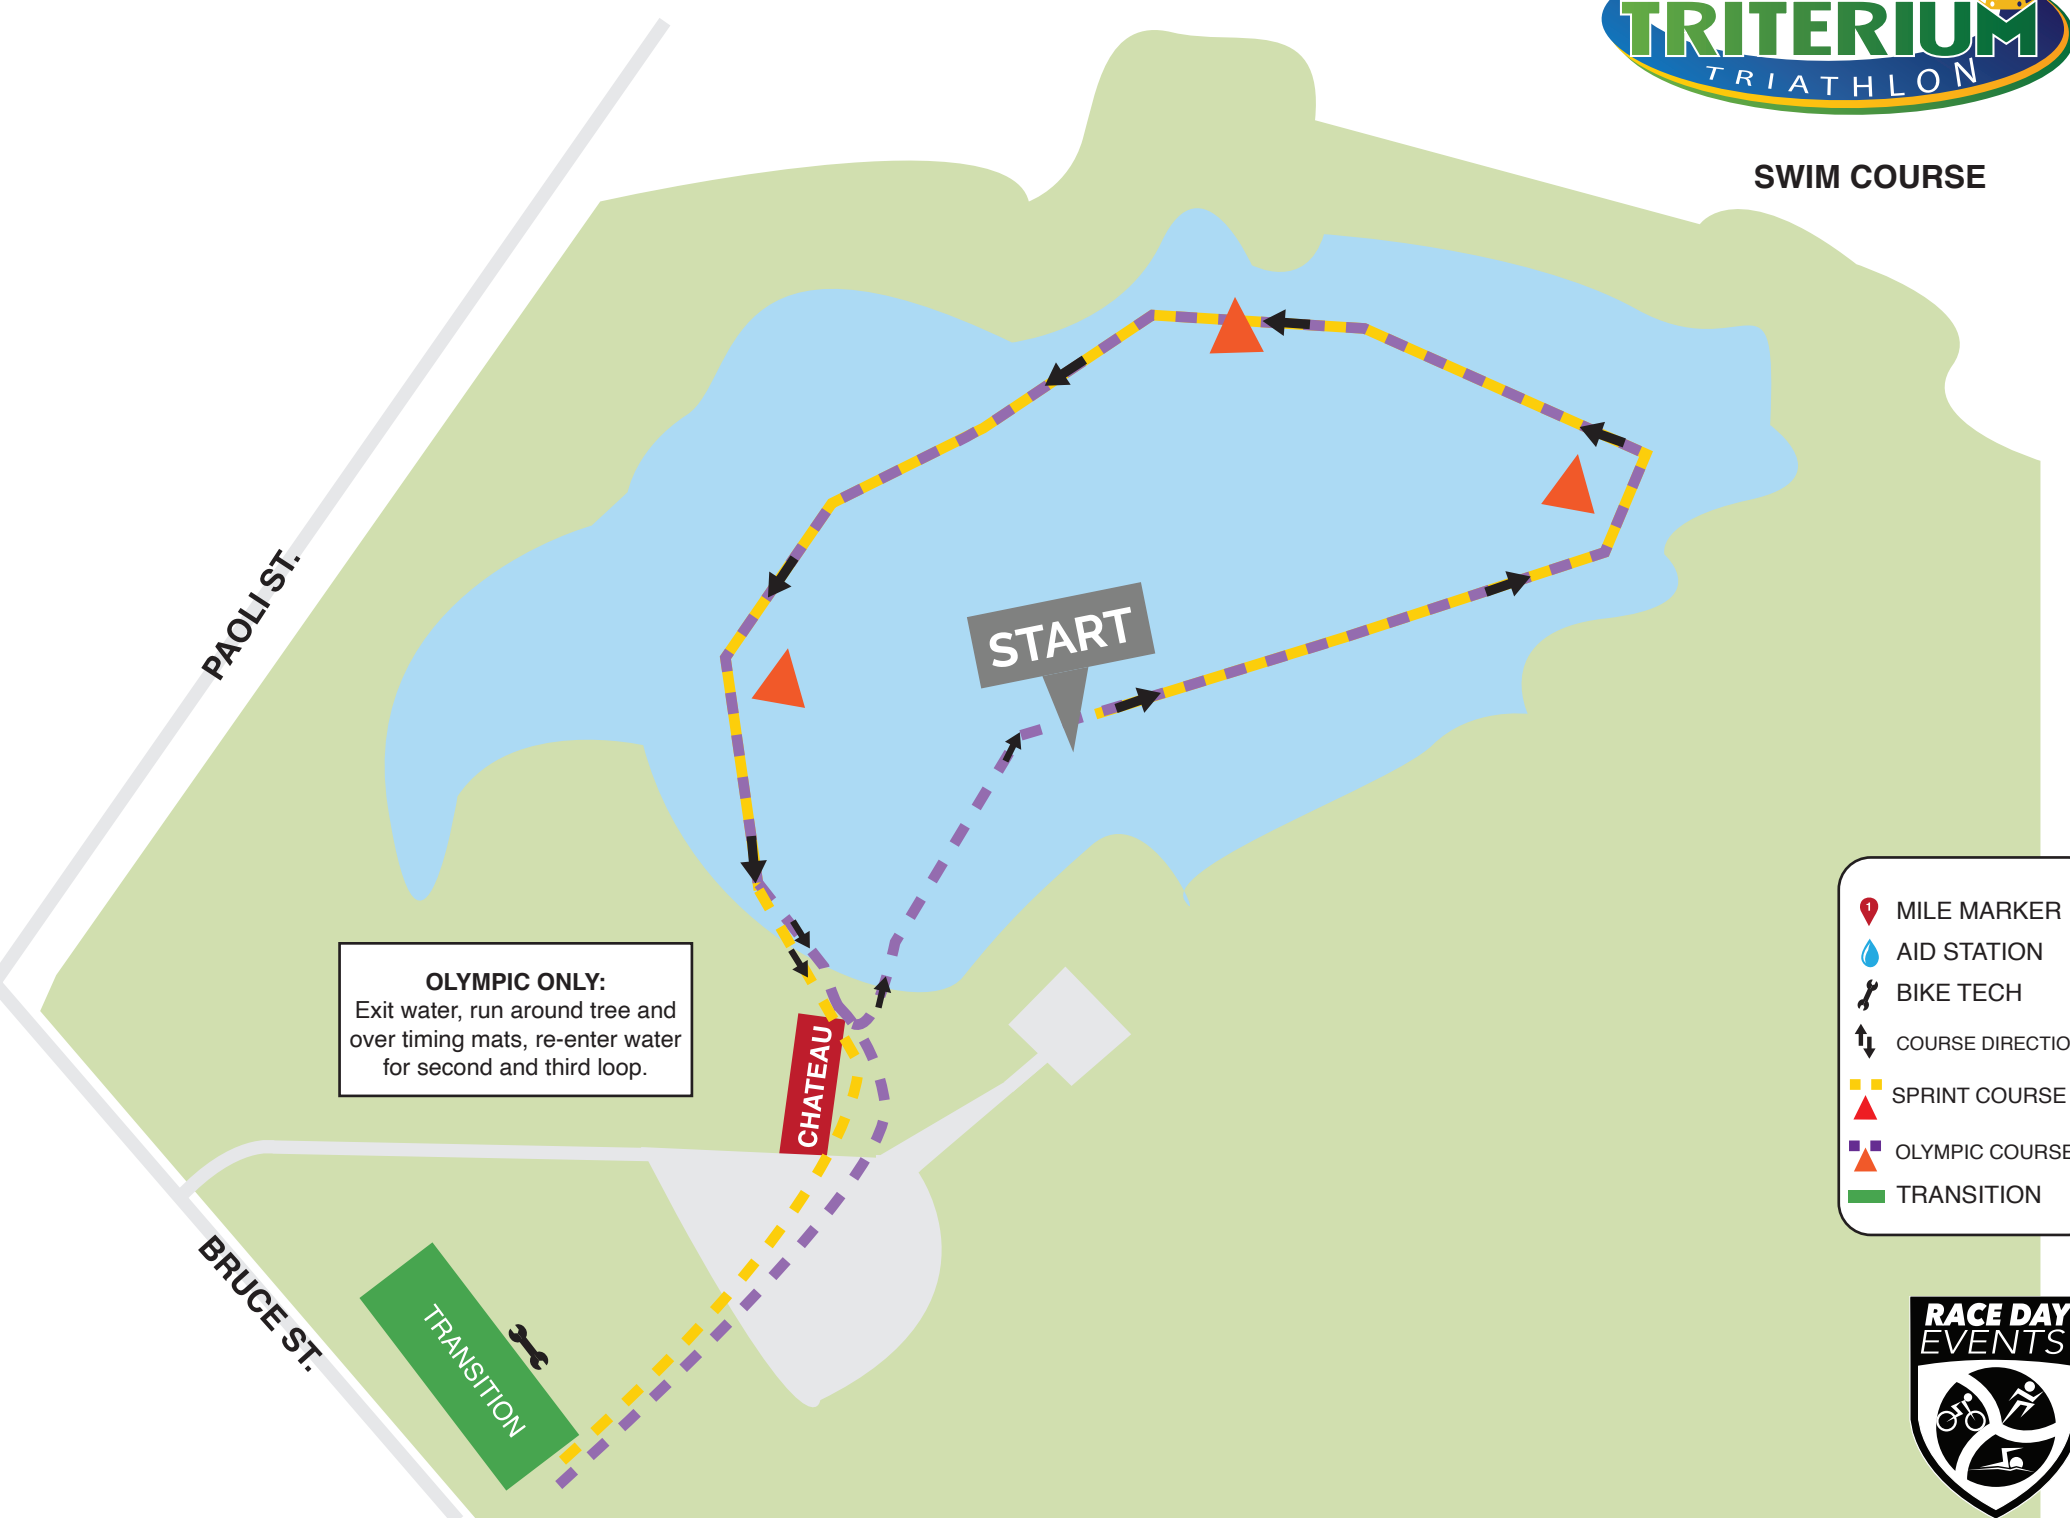 TRITERIUM
TRIATHLON
SWIM COURSE
PAOLI ST.
START
OLYMPIC ONLY:
Exit water, run around tree and
over timing mats, re-enter water
for second and third loop.
CHATEAU
1
MILE MARKER
AID STATION
BIKE TECH
COURSE DIRECTIO
SPRINT COURSE
OLYMPIC COURSE
TRANSITION
BRUCE ST.
TRANSITION
RACE DAY
EVENTS